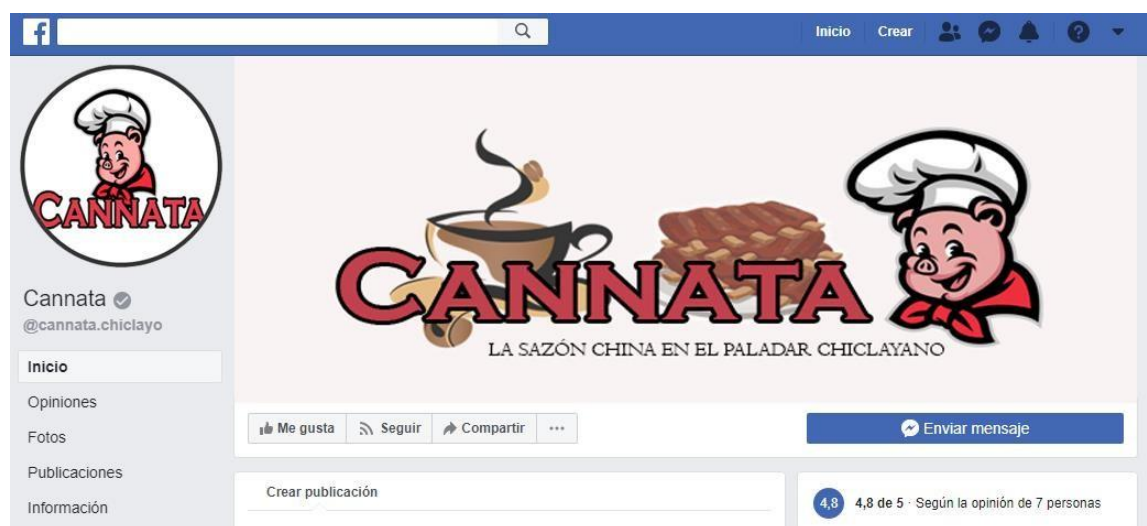 f
Inicio Crear
CANNATA
Cannata
@cannata.chiclayo
Inicio
Opiniones
Fotos
Publicaciones
Información
CANNATA
LA SAZÓN CHINA EN EL PALADAR CHICLAYANO
Me gusta Seguir Compartir ...
Enviar mensaje
Crear publicación
4,8 4,8 de 5 · Según la opinión de 7 personas